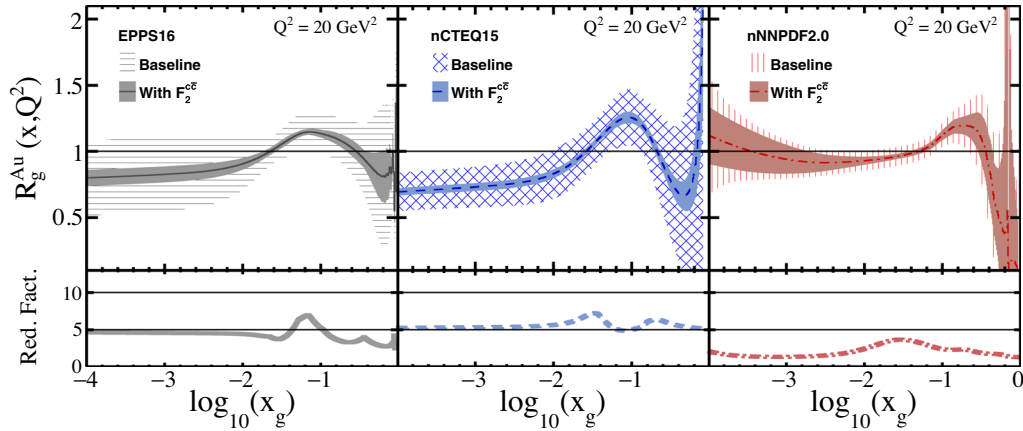 EPPS16
Q² = 20 GeV²
Baseline
With F₂^cc̄
nCTEQ15
Q² = 20 GeV²
Baseline
With F₂^cc̄
nNNPDF2.0
Q² = 20 GeV²
Baseline
With F₂^cc̄
R_g^Au (x,Q²)
2
1.5
1
0.5
Red. Fact.
10
5
0
−4 −3 −2 −1
−3 −2 −1
−3 −2 −1 0
log₁₀(x_g)
log₁₀(x_g)
log₁₀(x_g)